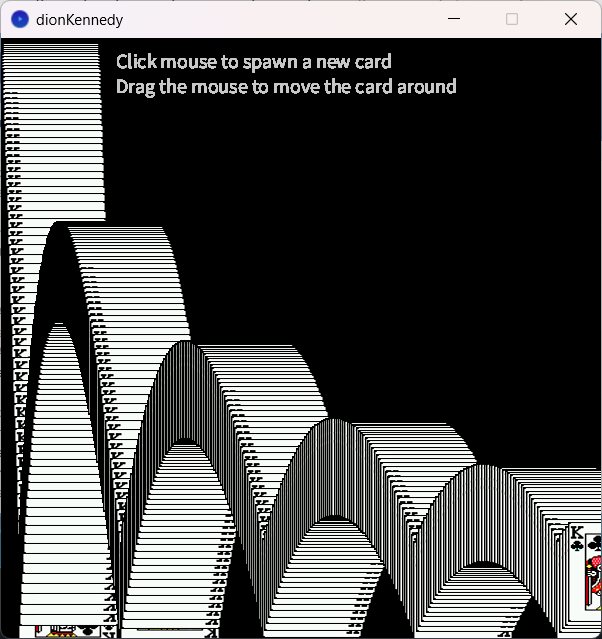 dionKennedy
Click mouse to spawn a new card
Drag the mouse to move the card around
K